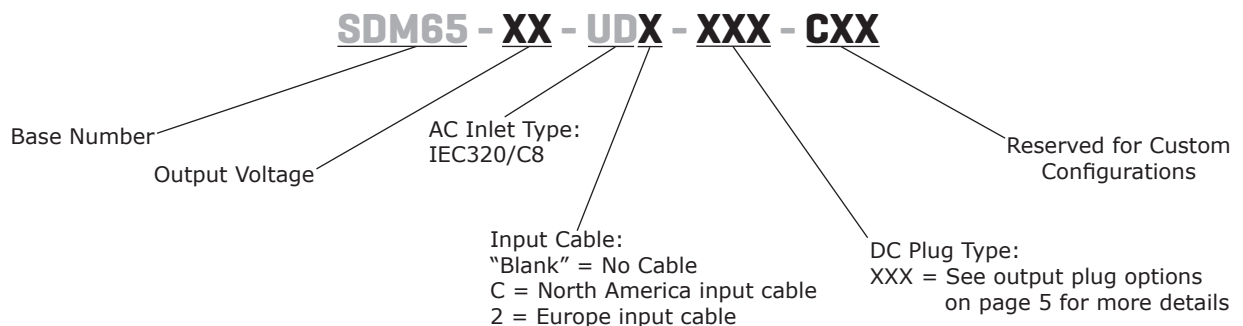 SDM65 - XX - UDX - XXX - CXX
Base Number
Output Voltage
AC Inlet Type:
IEC320/C8
Input Cable:
“Blank” = No Cable
C = North America input cable
2 = Europe input cable
DC Plug Type:
XXX = See output plug options
on page 5 for more details
Reserved for Custom
Configurations